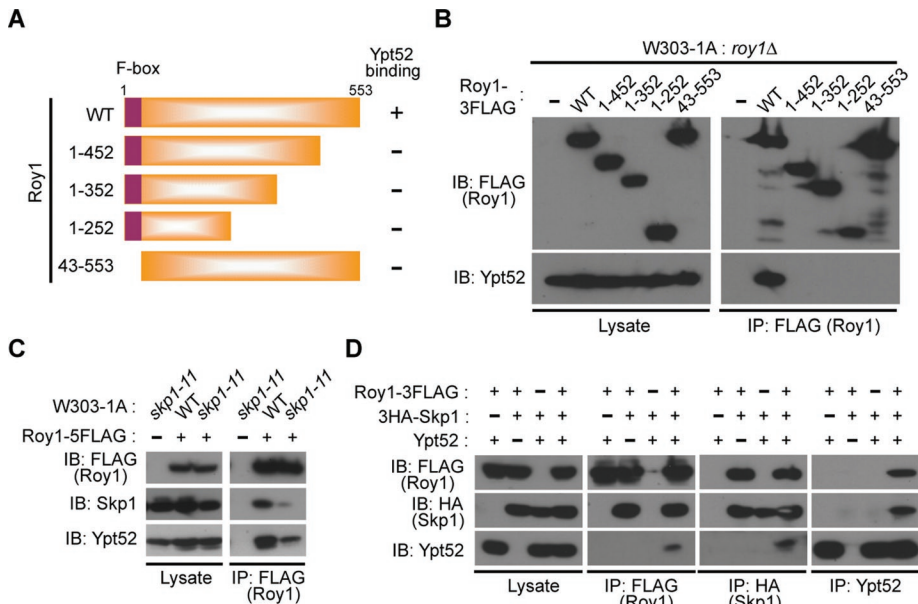 A
F-box
Ypt52
binding
1
553
Roy1
WT
+
1-452
–
1-352
–
1-252
–
43-553
–
B
W303-1A : roy1Δ
Roy1-
3FLAG :
– WT 1-452 1-352 1-252 43-553
– WT 1-452 1-352 1-252 43-553
IB: FLAG
(Roy1)
IB: Ypt52
Lysate
IP: FLAG (Roy1)
C
W303-1A :
skp1-11 WT skp1-11
skp1-11 WT skp1-11
Roy1-5FLAG : – + + – + +
IB: FLAG
(Roy1)
IB: Skp1
IB: Ypt52
Lysate
IP: FLAG
(Roy1)
D
Roy1-3FLAG : + + – + + + – + + + – + + + – +
3HA-Skp1 : – + + + – + + + – + + + – + + +
Ypt52 : + – + + + – + + + – + + + – + +
IB: FLAG
(Roy1)
IB: HA
(Skp1)
IB: Ypt52
Lysate
IP: FLAG
(Roy1)
IP: HA
(Skp1)
IP: Ypt52